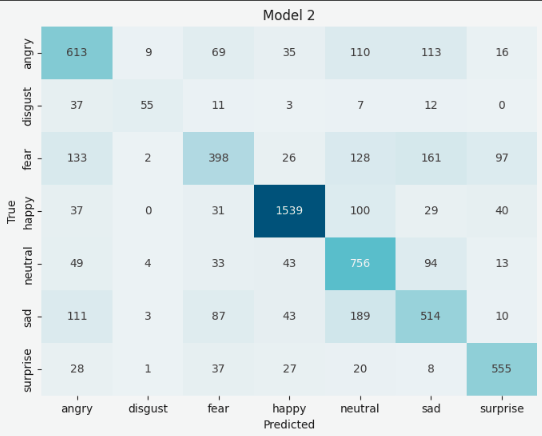 Model 2
angry 613 9 69 35 110 113 16
disgust 37 55 11 3 7 12 0
fear 133 2 398 26 128 161 97
happy 37 0 31 1539 100 29 40
neutral 49 4 33 43 756 94 13
sad 111 3 87 43 189 514 10
surprise 28 1 37 27 20 8 555
True
angry disgust fear happy neutral sad surprise
Predicted